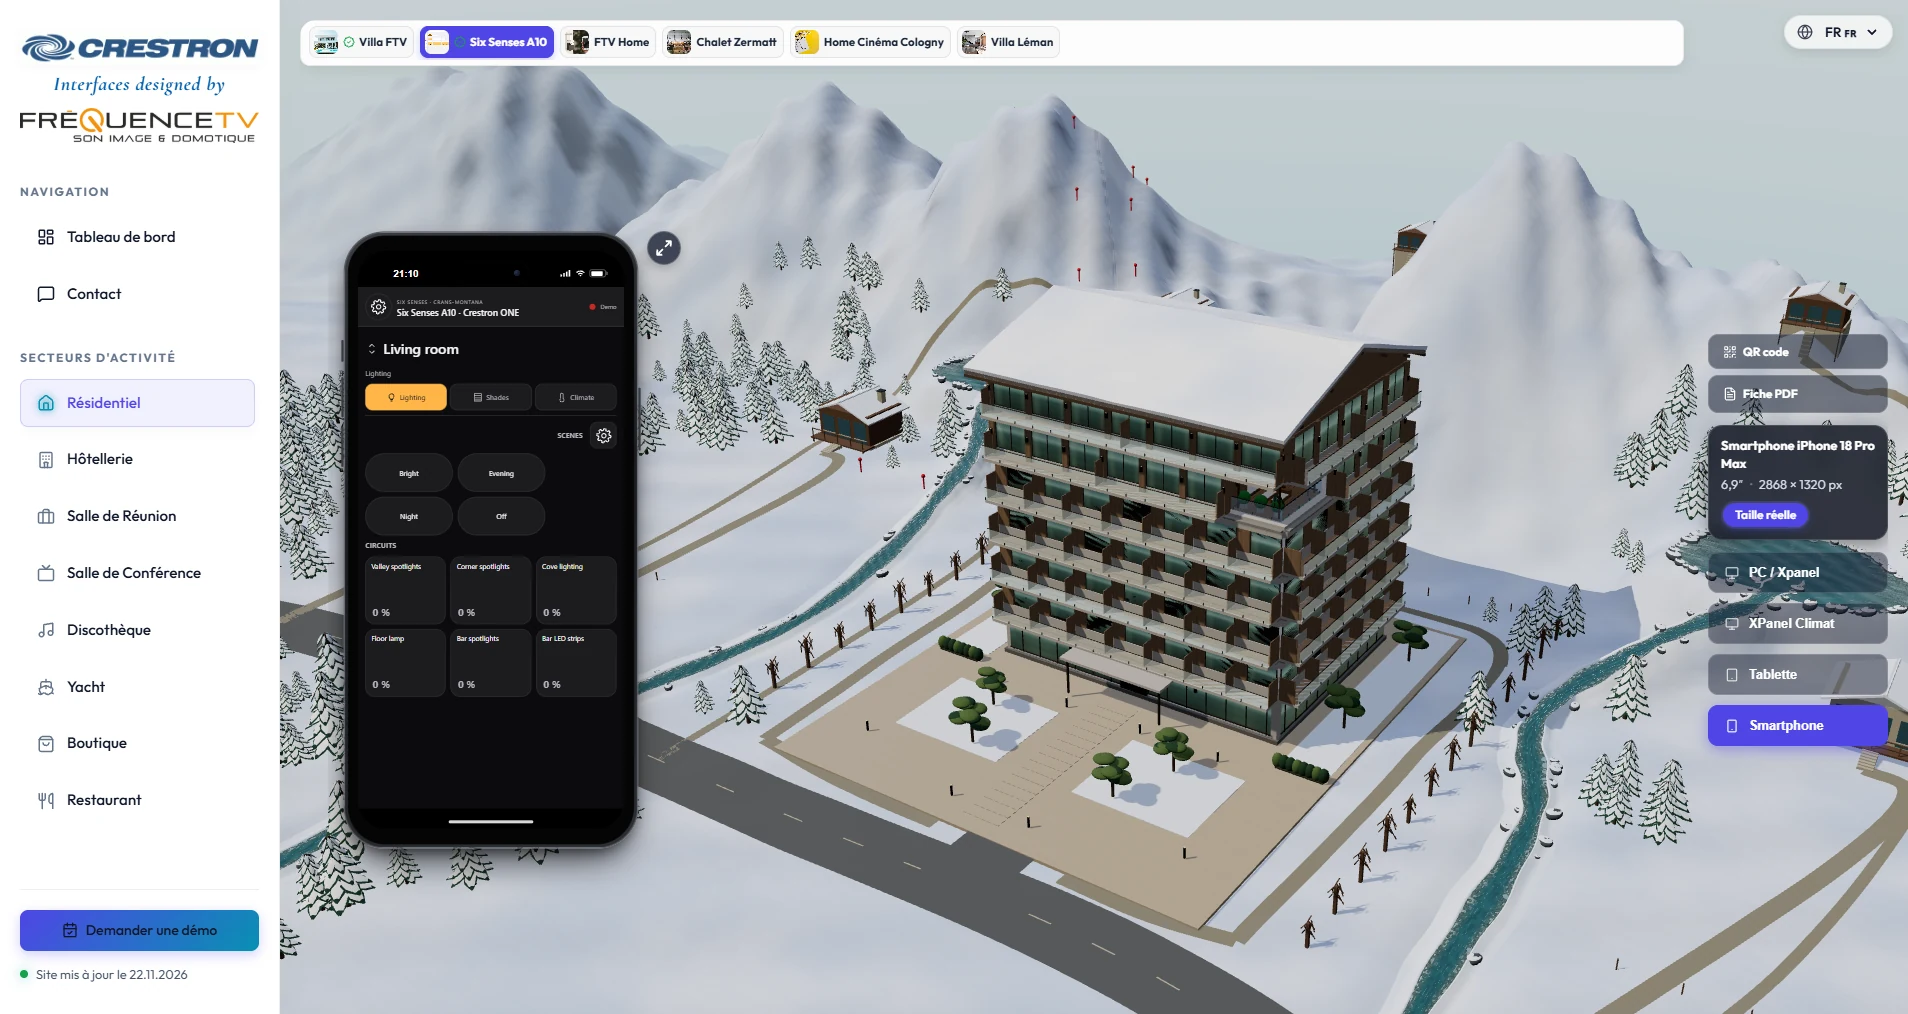 CRESTRON
Interfaces designed by
FRÉQUENCETV
SON IMAGE & DOMOTIQUE
NAVIGATION
Tableau de bord
Contact
SECTEURS D'ACTIVITÉ
Résidentiel
Hôtellerie
Salle de Réunion
Salle de Conférence
Discothèque
Yacht
Boutique
Restaurant
Demander une démo
Site mis à jour le 22.11.2026
Villa FTV
Six Senses A10
FTV Home
Chalet Zermatt
Home Cinéma Cologny
Villa Léman
FR FR
21:10
SIX SENSES - CRANS-MONTANA
Six Senses A10 - Crestron ONE
Demo
Living room
Lighting
Lighting
Shades
Climate
SCENES
Bright
Evening
Night
Off
CIRCUITS
Valley spotlights
Corner spotlights
Cove lighting
0 %
0 %
0 %
Floor lamp
Bar spotlights
Bar LED strips
0 %
0 %
0 %
QR code
Fiche PDF
Smartphone iPhone 18 Pro
Max
6,9" · 2868 × 1320 px
Taille réelle
PC / Xpanel
XPanel Climat
Tablette
Smartphone